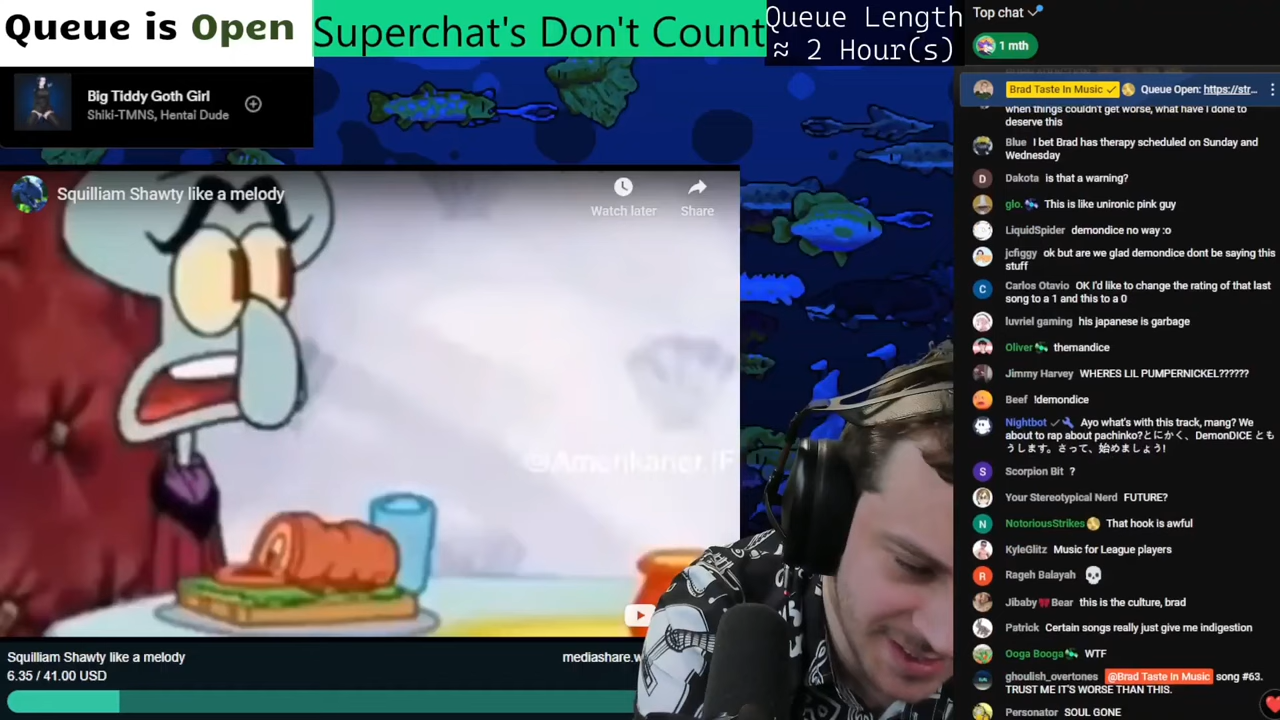 Queue is Open
Superchat's Don't Count
Queue Length
≈ 2 Hour(s)
Big Tiddy Goth Girl
Shiki-TMNS, Hentai Dude
Squilliam Shawty like a melody
Watch later
Share
@Amerikaner.IF
Squilliam Shawty like a melody
mediashare.w
6.35 / 41.00 USD
Top chat
1 mth
Brad Taste In Music Queue Open: https://str...
when things couldn't get worse, what have I done to
deserve this
Blue I bet Brad has therapy scheduled on Sunday and
Wednesday
Dakota is that a warning?
glo. This is like unironic pink guy
LiquidSpider demondice no way :o
jcfiggy ok but are we glad demondice dont be saying this
stuff
Carlos Otavio OK I'd like to change the rating of that last
song to a 1 and this to a 0
luvriel gaming his japanese is garbage
Oliver themandice
Jimmy Harvey WHERES LIL PUMPERNICKEL??????
Beef !demondice
Nightbot Ayo what's with this track, mang? We
about to rap about pachinko?とにかく、DemonDICE とも
うします。さって、始めましょう!
S Scorpion Bit ?
Your Stereotypical Nerd FUTURE?
N NotoriousStrikes That hook is awful
KyleGlitz Music for League players
R Rageh Balayah 💀
Jibaby Bear this is the culture, brad
Patrick Certain songs really just give me indigestion
Ooga Booga WTF
ghoulish_overtones @Brad Taste In Music song #63.
TRUST ME IT'S WORSE THAN THIS.
Personator SOUL GONE